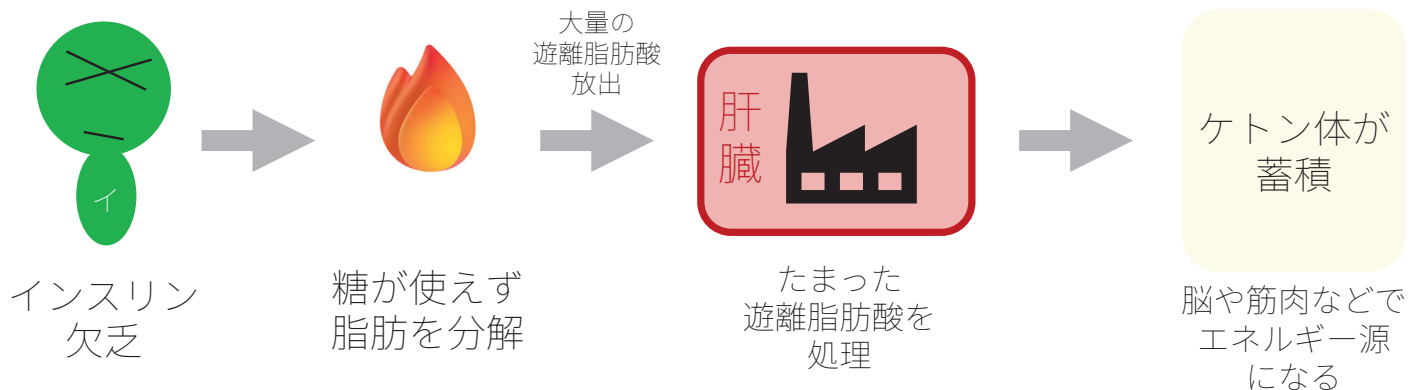 イ
インスリン
欠乏
糖が使えず
脂肪を分解
大量の
遊離脂肪酸
放出
肝
臓
たまった
遊離脂肪酸を
処理
ケトン体が
蓄積
脳や筋肉などで
エネルギー源
になる